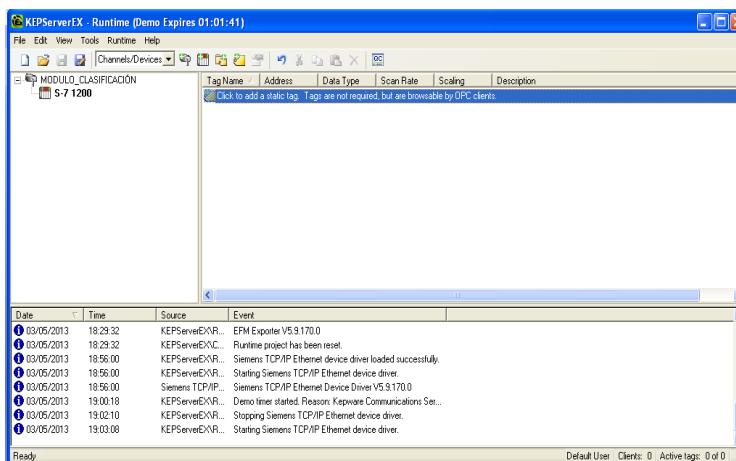 KEPServerEX - Runtime (Demo Expires 01:01:41)
File Edit View Tools Runtime Help
Channels/Devices
MODULO_CLASIFICACIÓN
S-7 1200
Tag Name Address Data Type Scan Rate Scaling Description
Click to add a static tag. Tags are not required, but are browsable by OPC clients.
Date Time Source Event
03/05/2013 18:29:32 KEPServerEX\R... EFM Exporter V5.9.170.0
03/05/2013 18:29:32 KEPServerEX\C... Runtime project has been reset.
03/05/2013 18:56:00 KEPServerEX\R... Siemens TCP/IP Ethernet device driver loaded successfully.
03/05/2013 18:56:00 KEPServerEX\R... Starting Siemens TCP/IP Ethernet device driver.
03/05/2013 18:56:00 Siemens TCP/IP... Siemens TCP/IP Ethernet Device Driver V5.9.170.0
03/05/2013 19:00:18 KEPServerEX\R... Demo timer started. Reason: Kepware Communications Ser...
03/05/2013 19:02:10 KEPServerEX\R... Stopping Siemens TCP/IP Ethernet device driver.
03/05/2013 19:03:08 KEPServerEX\R... Starting Siemens TCP/IP Ethernet device driver.
Ready Default User Clients: 0 Active tags: 0 of 0